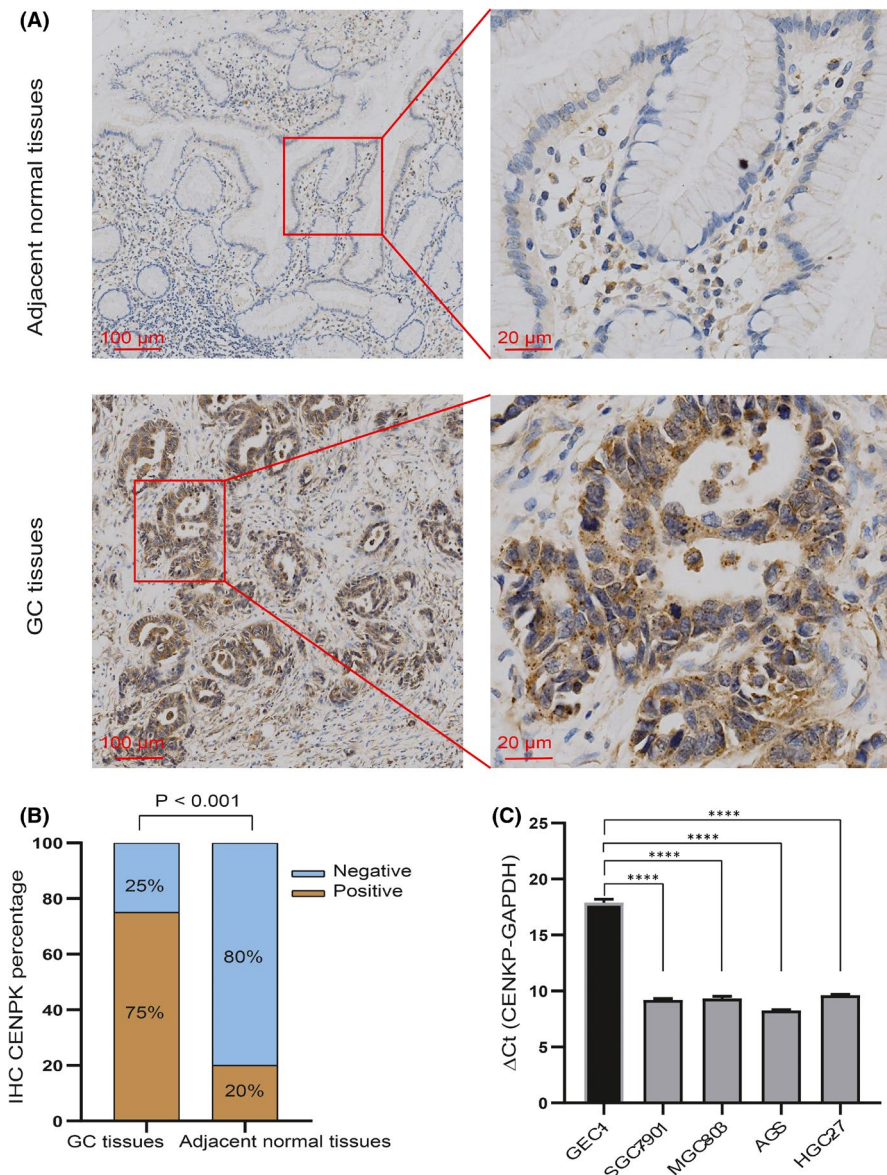 (A)
Adjacent normal tissues
100 µm
20 µm
GC tissues
100 µm
20 µm
(B)
P < 0.001
IHC CENPK percentage
100
80
60
40
20
0
25%
75%
80%
20%
Negative
Positive
GC tissues
Adjacent normal tissues
(C)
ΔCt (CENKP-GAPDH)
25
20
15
10
5
0
****
****
****
****
GEC1
SGC7901
MGC803
AGS
HGC27